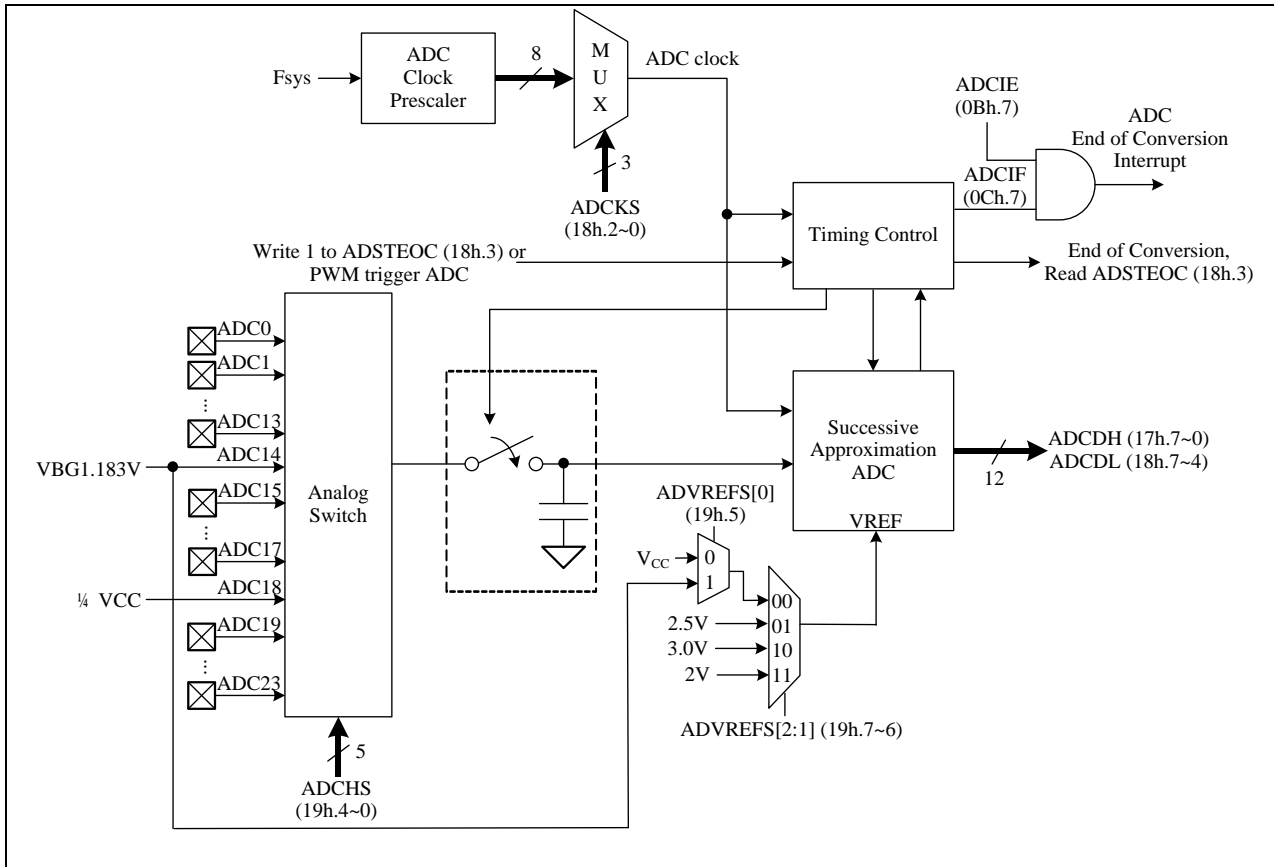 ADC
Clock
Prescaler
Fsys
8
M
U
X
ADC clock
3
ADCKS
(18h.2~0)
ADCIE
(0Bh.7)
ADC
End of Conversion
Interrupt
ADCIF
(0Ch.7)
Timing Control
Write 1 to ADSTEOC (18h.3) or
PWM trigger ADC
End of Conversion,
Read ADSTEOC (18h.3)
ADC0
ADC1
...
ADC13
VBG1.183V
ADC14
ADC15
...
ADC17
¼ VCC
ADC18
ADC19
...
ADC23
Analog
Switch
5
ADCHS
(19h.4~0)
Successive
Approximation
ADC
VREF
12
ADCDH (17h.7~0)
ADCDL (18h.7~4)
ADVREFS[0]
(19h.5)
VCC
0
1
00
2.5V
01
3.0V
10
2V
11
ADVREFS[2:1] (19h.7~6)